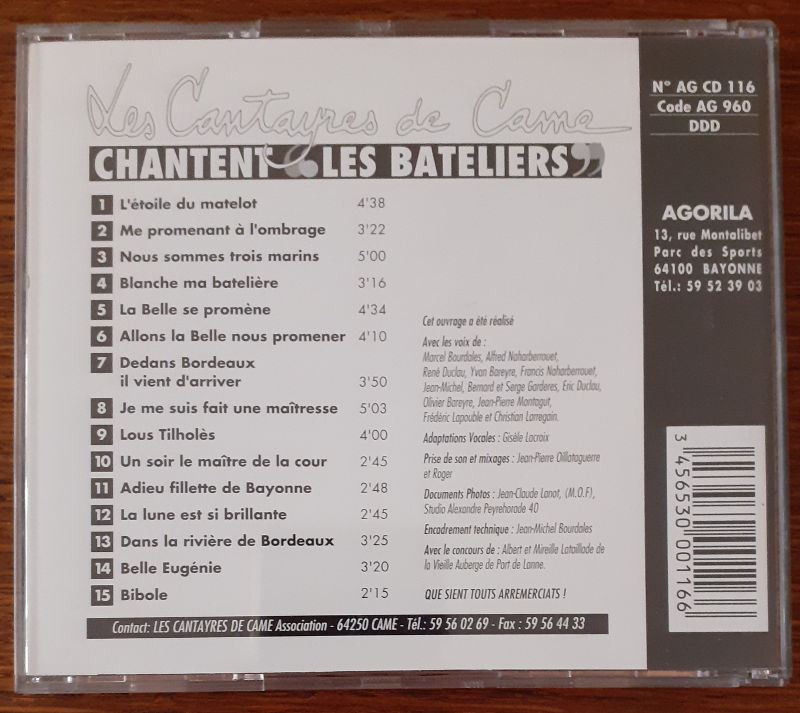 Les Cantayres de Came
CHANTENT “LES BATELIERS”
1 L'étoile du matelot 4'38
2 Me promenant à l'ombrage 3'22
3 Nous sommes trois marins 5'00
4 Blanche ma batelière 3'16
5 La Belle se promène 4'34
6 Allons la Belle nous promener 4'10
7 Dedans Bordeaux
il vient d'arriver 3'50
8 Je me suis fait une maîtresse 5'03
9 Lous Tilholès 4'00
10 Un soir le maître de la cour 2'45
11 Adieu fillette de Bayonne 2'48
12 La lune est si brillante 2'45
13 Dans la rivière de Bordeaux 3'25
14 Belle Eugénie 3'20
15 Bibole 2'15
Cet ouvrage a été réalisé
Avec les voix de :
Marcel Bourdales, Alfred Naharberrouet,
René Duclau, Yvon Bareyre, Francis Naharberrouet,
Jean-Michel, Bernard et Serge Garderes, Eric Duclau,
Olivier Bareyre, Jean-Pierre Montagut,
Frédéric Lapouble et Christian Larregain.
Adaptations Vocales : Gisèle Lacroix
Prise de son et mixages : Jean-Pierre Oillataguerre
et Roger
Documents Photos : Jean-Claude Lanot, (M.O.F),
Studio Alexandre Peyrehorade 40
Encadrement technique : Jean-Michel Bourdales
Avec le concours de : Albert et Mireille Lataillade de
la Vieille Auberge de Port de Lanne.
QUE SIENT TOUTS ARREMERCIATS !
Contact: LES CANTAYRES DE CAME Association - 64250 CAME - Tél.: 59 56 02 69 - Fax : 59 56 44 33
N° AG CD 116
Code AG 960
DDD
AGORILA
13, rue Montalibet
Parc des Sports
64100 BAYONNE
Tél.: 59 52 39 03
3 456530 001166